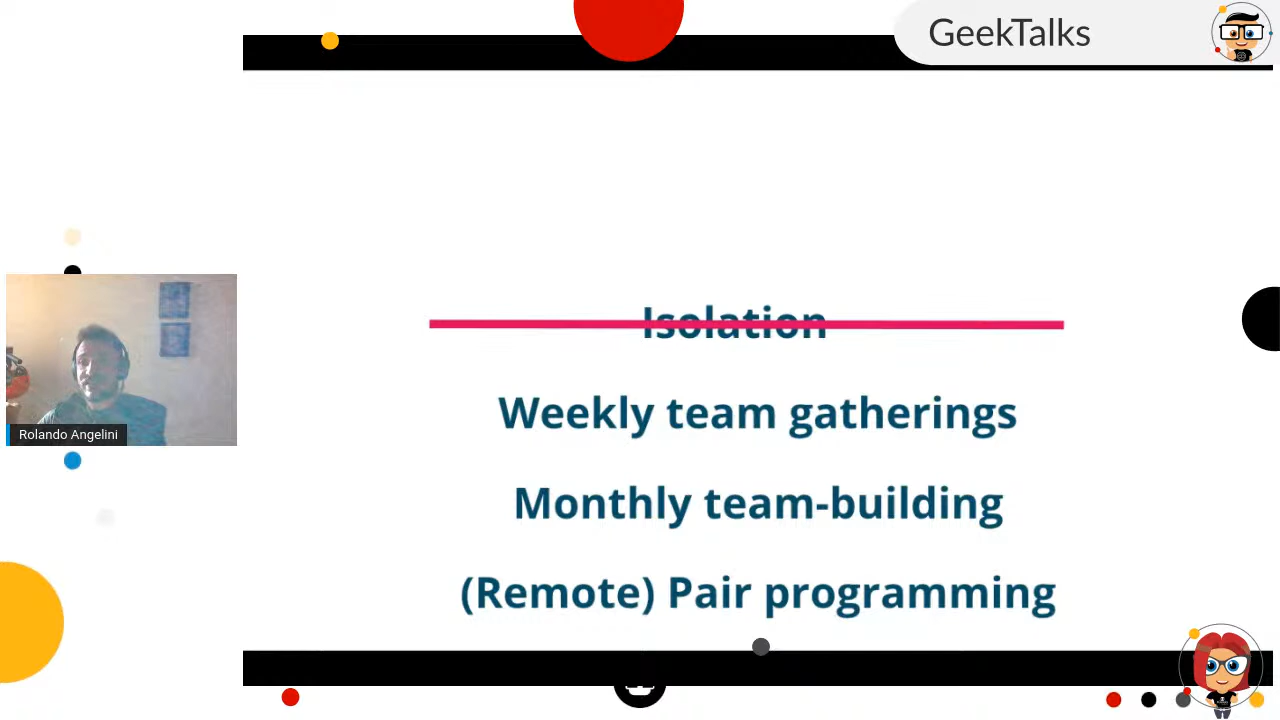 GeekTalks
Isolation
Weekly team gatherings
Monthly team-building
(Remote) Pair programming
Rolando Angelini